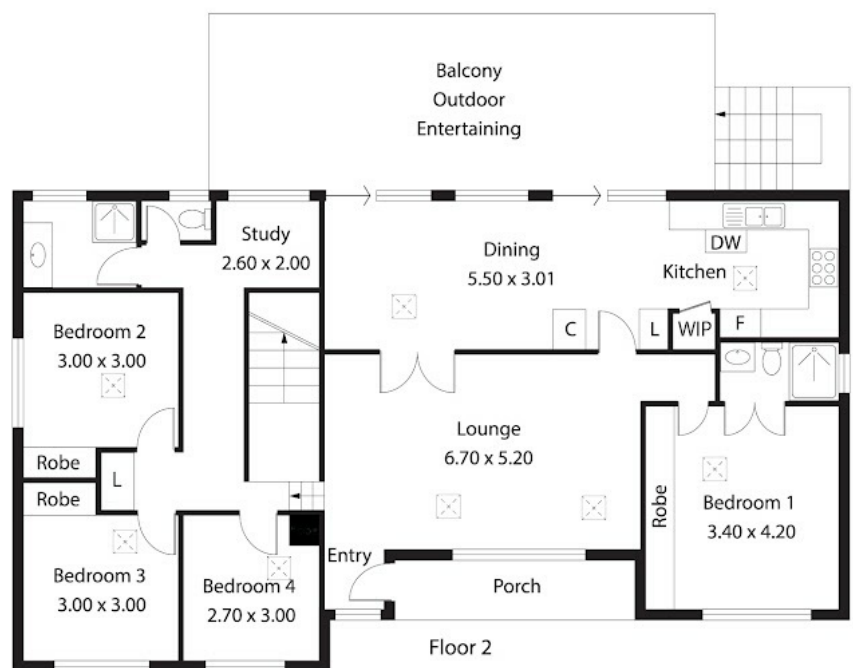 Balcony
Outdoor
Entertaining
Study
2.60 x 2.00
Dining
5.50 x 3.01
DW
Kitchen
Bedroom 2
3.00 x 3.00
C
L
WIP
F
Lounge
6.70 x 5.20
Robe
L
Robe
Robe
Bedroom 1
3.40 x 4.20
Entry
Bedroom 3
3.00 x 3.00
Bedroom 4
2.70 x 3.00
Porch
Floor 2